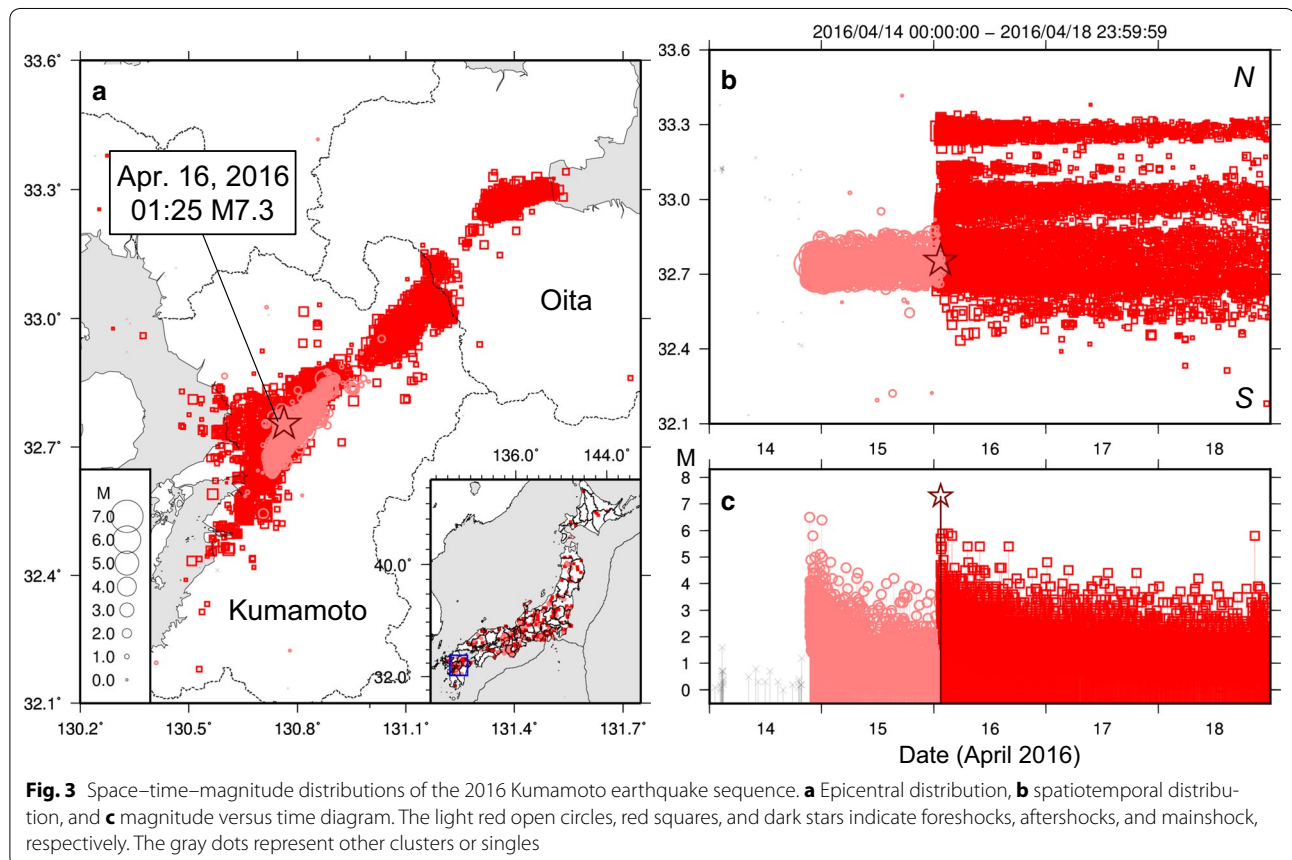 2016/04/14 00:00:00 – 2016/04/18 23:59:59
a
33.6˚
33.3˚
33.0˚
32.7˚
32.4˚
32.1˚
130.2˚ 130.5˚ 130.8˚ 131.1˚ 131.4˚ 131.7˚
Apr. 16, 2016
01:25 M7.3
Oita
Kumamoto
M
7.0
6.0
5.0
4.0
3.0
2.0
1.0
0.0
136.0˚ 144.0˚
40.0˚
32.0˚
b
N
33.6
33.3
33.0
32.7
32.4
32.1
S
14 15 16 17 18
M
c
8
7
6
5
4
3
2
1
0
14 15 16 17 18
Date (April 2016)
Fig. 3 Space–time–magnitude distributions of the 2016 Kumamoto earthquake sequence. a Epicentral distribution, b spatiotemporal distribu-
tion, and c magnitude versus time diagram. The light red open circles, red squares, and dark stars indicate foreshocks, aftershocks, and mainshock,
respectively. The gray dots represent other clusters or singles